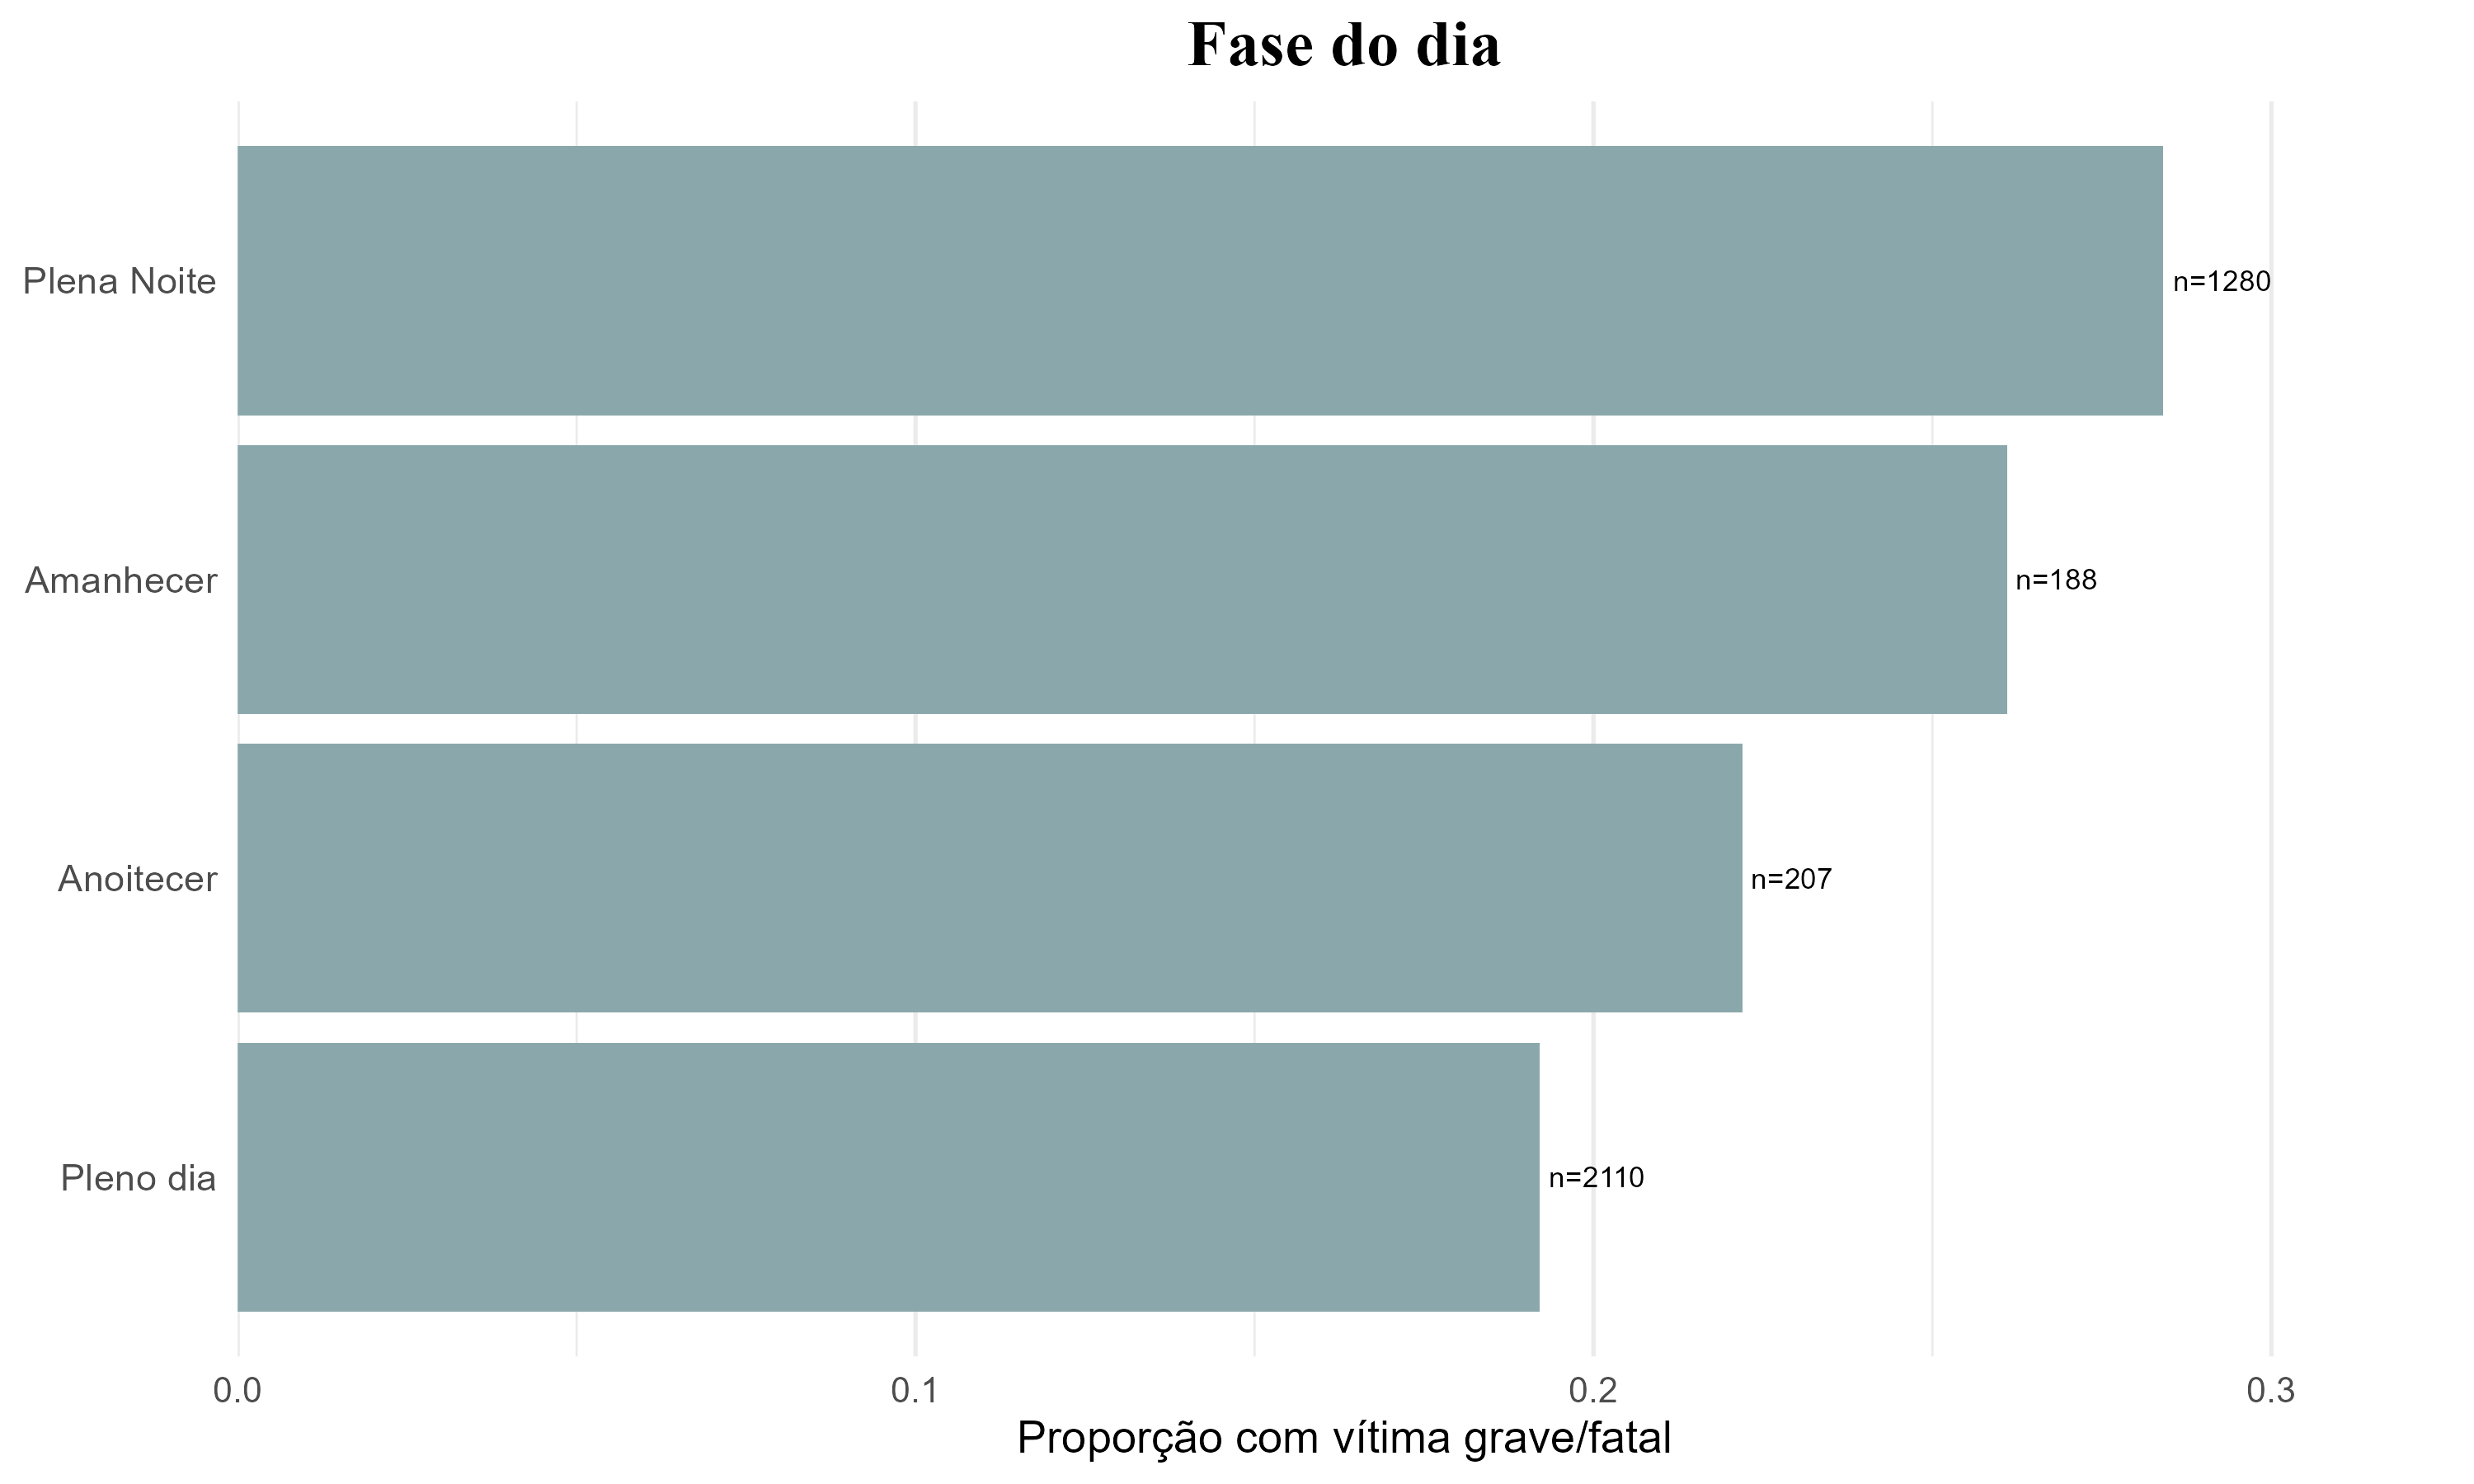 Fase do dia
Plena Noite
n=1280
Amanhecer
n=188
Anoitecer
n=207
Pleno dia
n=2110
0.0 0.1 0.2 0.3
Proporção com vítima grave/fatal